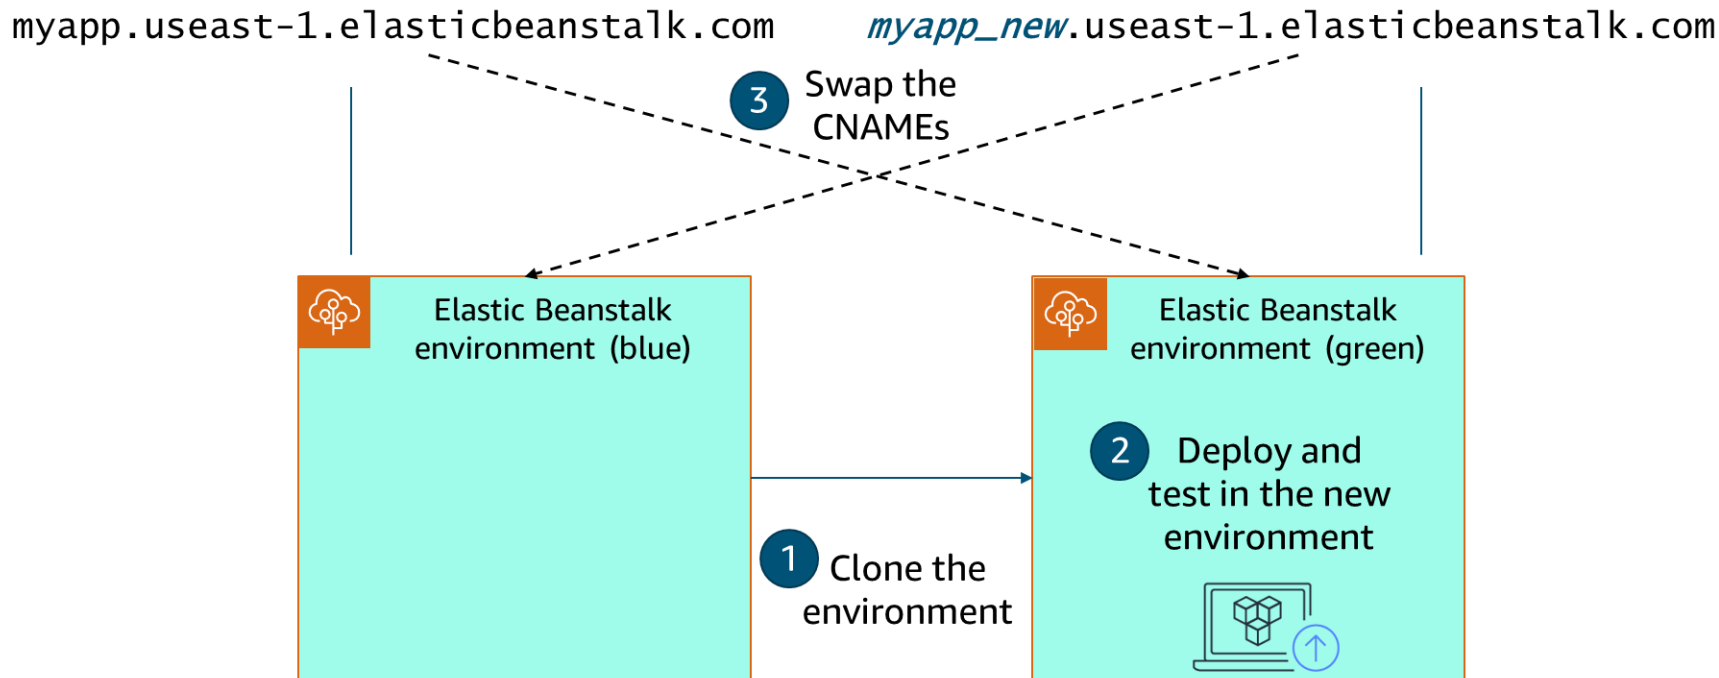 myapp.useast-1.elasticbeanstalk.com
myapp_new.useast-1.elasticbeanstalk.com
3
Swap the
CNAMEs
Elastic Beanstalk
environment (blue)
Elastic Beanstalk
environment (green)
2
Deploy and
test in the new
environment
1
Clone the
environment